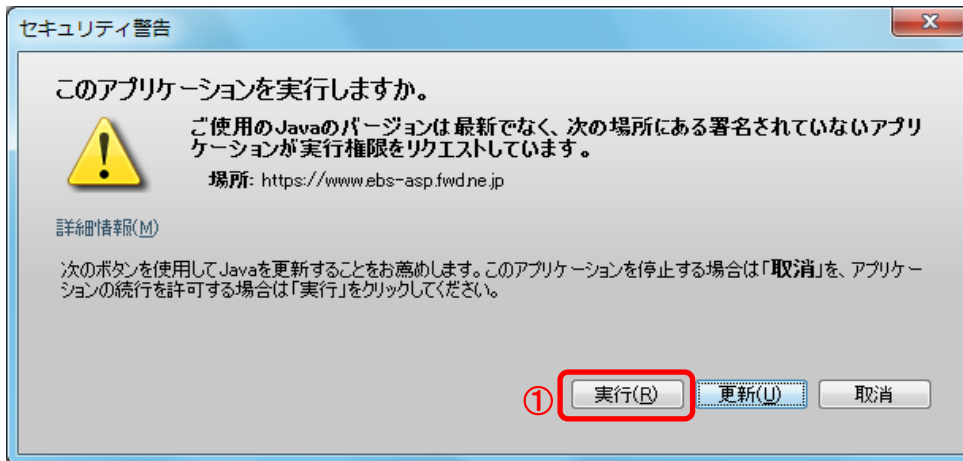 セキュリティ警告
このアプリケーションを実行しますか。
ご使用のJavaのバージョンは最新でなく、次の場所にある署名されていないアプリ
ケーションが実行権限をリクエストしています。
場所: https://www.ebs-asp.fwd.ne.jp
詳細情報(M)
次のボタンを使用してJavaを更新することをお薦めします。このアプリケーションを停止する場合は「取消」を、アプリケー
ションの続行を許可する場合は「実行」をクリックしてください。
① 実行(R) 更新(U) 取消